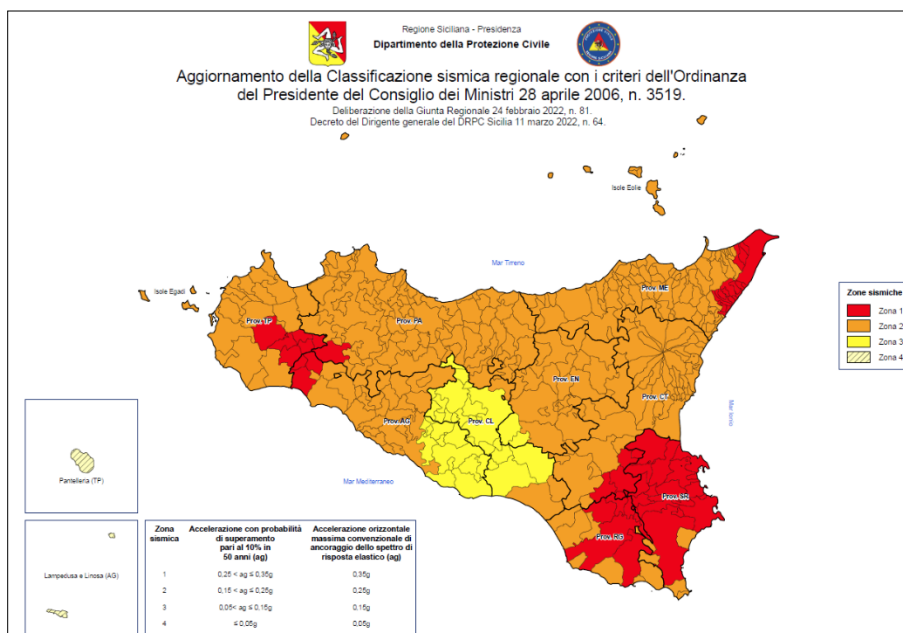 Regione Siciliana - Presidenza
Dipartimento della Protezione Civile
Aggiornamento della Classificazione sismica regionale con i criteri dell'Ordinanza
del Presidente del Consiglio dei Ministri 28 aprile 2006, n. 3519.
Deliberazione della Giunta Regionale 24 febbraio 2022, n. 81.
Decreto del Dirigente generale del DRPC Sicilia 11 marzo 2022, n. 64.
Isole Eolie
Mar Tirreno
Isole Egadi
Prov. ME
Prov. TP
Prov. PA
Zone sismiche
Zona 1
Zona 2
Zona 3
Zona 4
Prov. EN
Prov. CT
Mar Ionio
Prov. AG
Prov. CL
Pantelleria (TP)
Mar Mediterraneo
Prov. SR
Prov. RG
Lampedusa e Linosa (AG)
Zona sismica
Accelerazione con probabilità di superamento pari al 10% in 50 anni (ag)
Accelerazione orizzontale massima convenzionale di ancoraggio dello spettro di risposta elastico (ag)
1 0,25 < ag ≤ 0,35g 0,35g
2 0,15 < ag ≤ 0,25g 0,25g
3 0,05< ag ≤ 0,15g 0,15g
4 ≤ 0,05g 0,05g